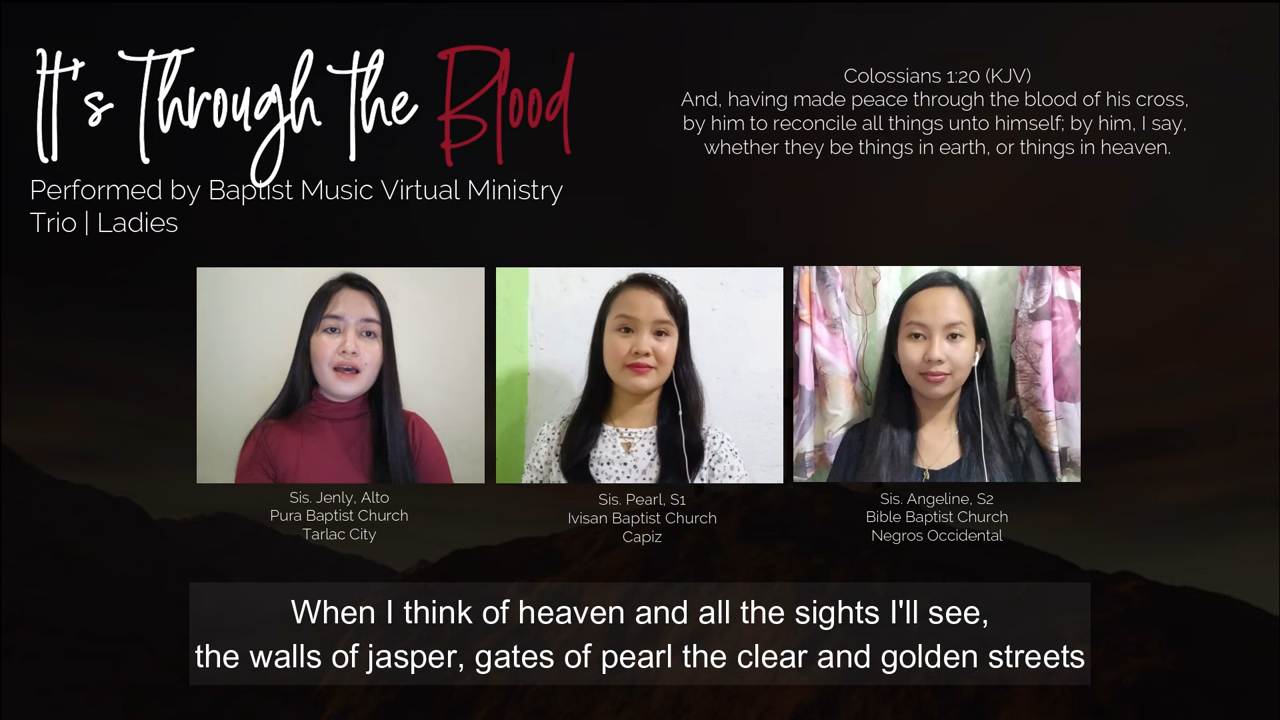 It's Through the Blood
Performed by Baptist Music Virtual Ministry
Trio | Ladies
Colossians 1:20 (KJV)
And, having made peace through the blood of his cross,
by him to reconcile all things unto himself; by him, I say,
whether they be things in earth, or things in heaven.
Sis. Jenly, Alto
Pura Baptist Church
Tarlac City
Sis. Pearl, S1
Ivisan Baptist Church
Capiz
Sis. Angeline, S2
Bible Baptist Church
Negros Occidental
When I think of heaven and all the sights I'll see,
the walls of jasper, gates of pearl the clear and golden streets